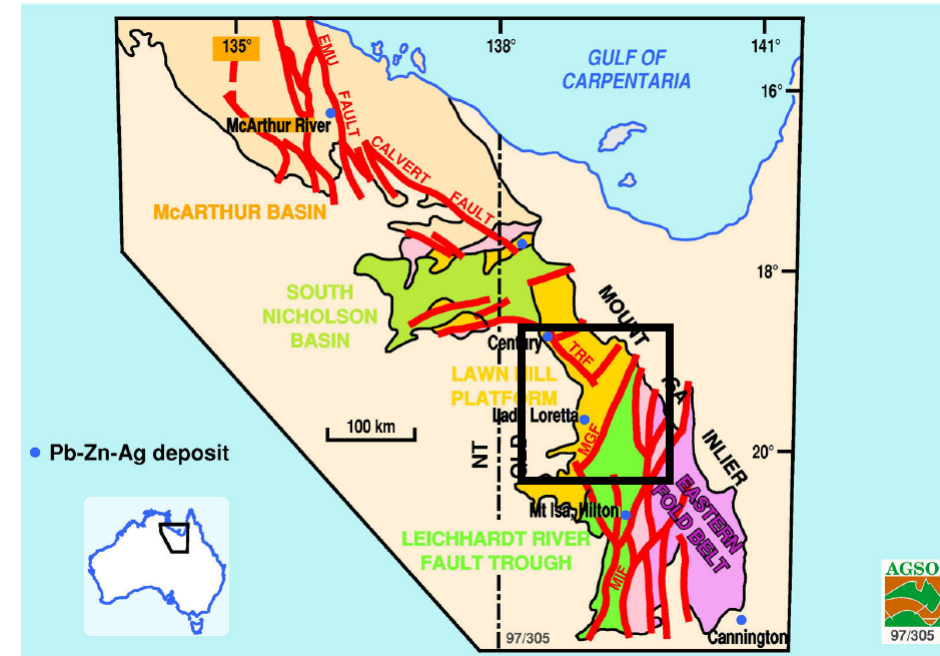 135°
138°
141°
GULF OF
CARPENTARIA
16°
EMU
FAULT
McArthur River
CALVERT
FAULT
McARTHUR BASIN
18°
SOUTH
NICHOLSON
BASIN
MOUNT
ISA
INLIER
Century
TRF
LAWN HILL
PLATFORM
Lady Loretta
100 km
MGF
NT
QLD
20°
Pb-Zn-Ag deposit
EASTERN
FOLD BELT
Mt Isa, Hilton
LEICHHARDT RIVER
FAULT TROUGH
MIF
AGSO
97/305
97/305
Cannington